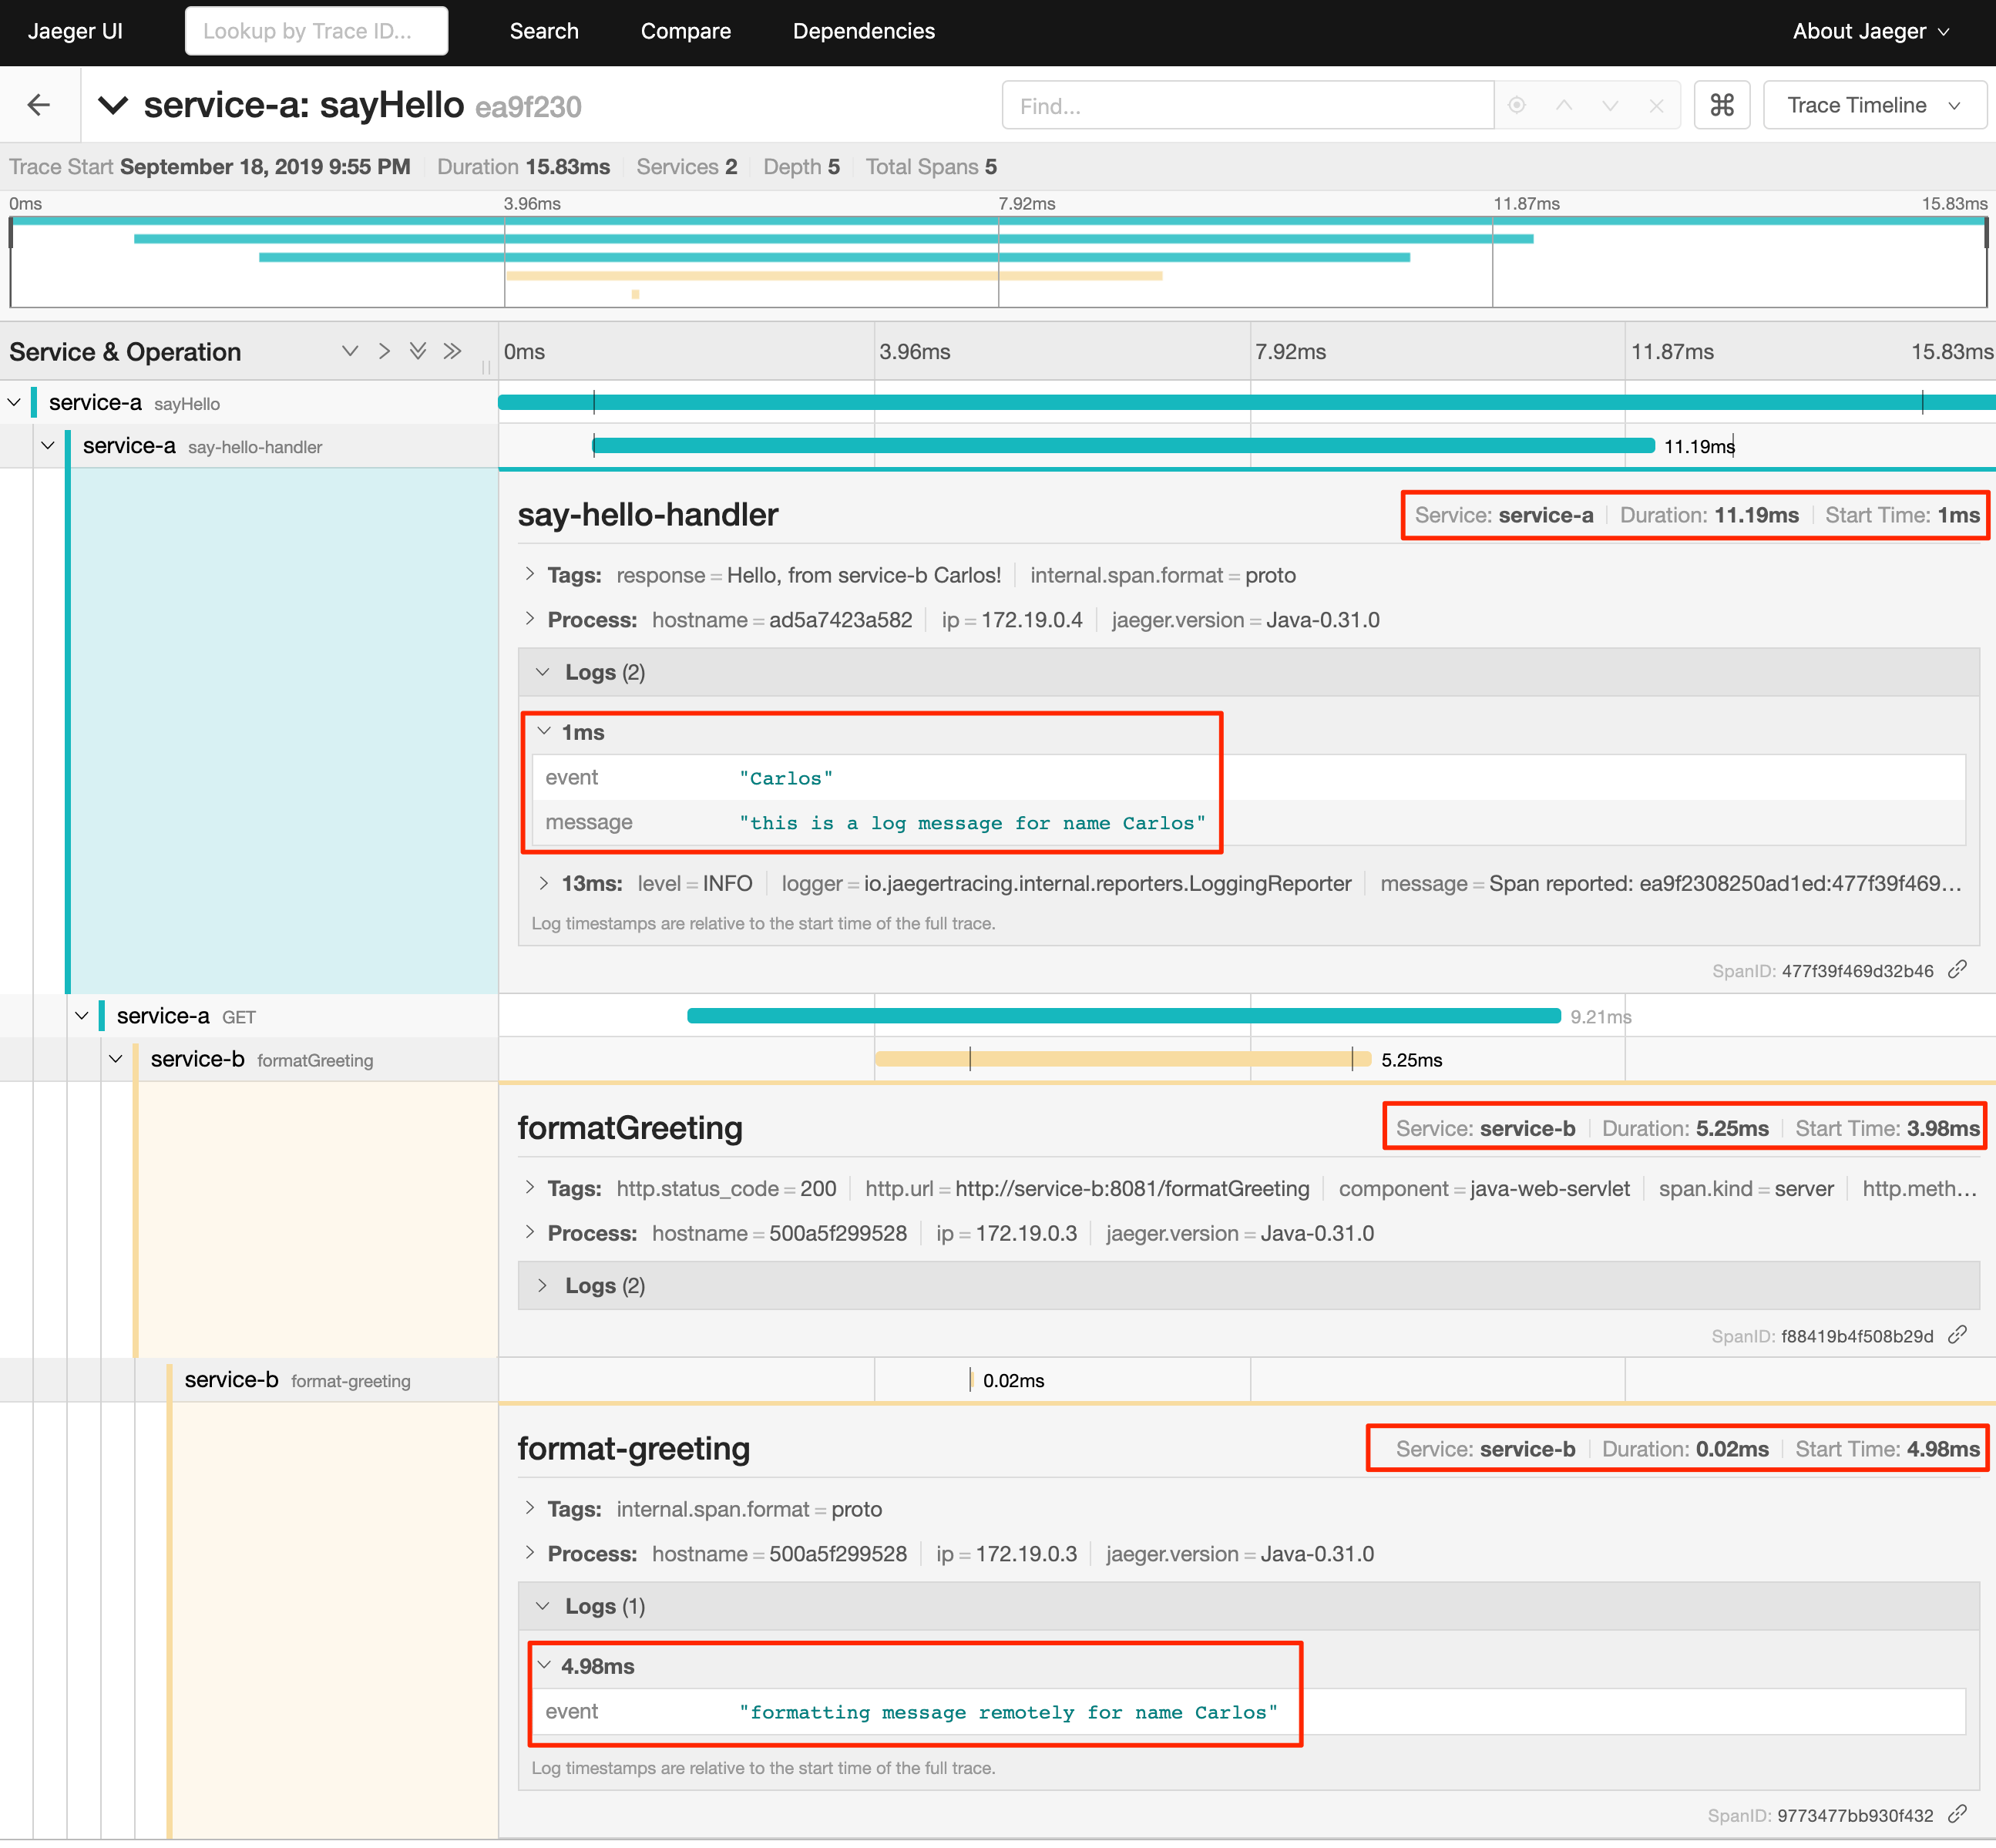 Jaeger UI Lookup by Trace ID... Search Compare Dependencies About Jaeger
service-a: sayHello ea9f230 Find... ⌘ Trace Timeline
Trace Start September 18, 2019 9:55 PM Duration 15.83ms Services 2 Depth 5 Total Spans 5
0ms 3.96ms 7.92ms 11.87ms 15.83ms
Service & Operation 0ms 3.96ms 7.92ms 11.87ms 15.83ms
service-a sayHello
service-a say-hello-handler 11.19ms
say-hello-handler Service: service-a Duration: 11.19ms Start Time: 1ms
Tags: response = Hello, from service-b Carlos! internal.span.format = proto
Process: hostname = ad5a7423a582 ip = 172.19.0.4 jaeger.version = Java-0.31.0
Logs (2)
1ms
event "Carlos"
message "this is a log message for name Carlos"
13ms: level = INFO logger = io.jaegertracing.internal.reporters.LoggingReporter message = Span reported: ea9f2308250ad1ed:477f39f469...
Log timestamps are relative to the start time of the full trace.
SpanID: 477f39f469d32b46
service-a GET 9.21ms
service-b formatGreeting 5.25ms
formatGreeting Service: service-b Duration: 5.25ms Start Time: 3.98ms
Tags: http.status_code = 200 http.url = http://service-b:8081/formatGreeting component = java-web-servlet span.kind = server http.meth...
Process: hostname = 500a5f299528 ip = 172.19.0.3 jaeger.version = Java-0.31.0
Logs (2)
SpanID: f88419b4f508b29d
service-b format-greeting 0.02ms
format-greeting Service: service-b Duration: 0.02ms Start Time: 4.98ms
Tags: internal.span.format = proto
Process: hostname = 500a5f299528 ip = 172.19.0.3 jaeger.version = Java-0.31.0
Logs (1)
4.98ms
event "formatting message remotely for name Carlos"
Log timestamps are relative to the start time of the full trace.
SpanID: 9773477bb930f432